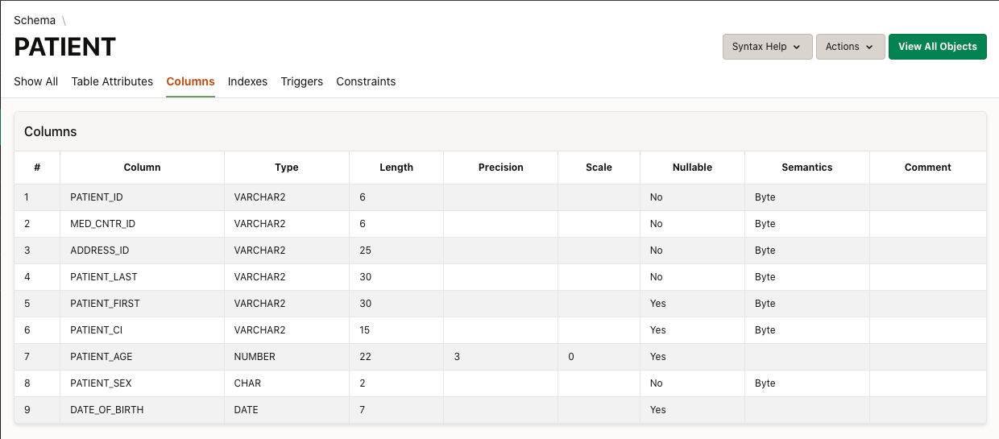 Schema \
PATIENT
Syntax Help Actions View All Objects
Show All Table Attributes Columns Indexes Triggers Constraints
Columns
# Column Type Length Precision Scale Nullable Semantics Comment
1 PATIENT_ID VARCHAR2 6 No Byte
2 MED_CNTR_ID VARCHAR2 6 No Byte
3 ADDRESS_ID VARCHAR2 25 No Byte
4 PATIENT_LAST VARCHAR2 30 No Byte
5 PATIENT_FIRST VARCHAR2 30 Yes Byte
6 PATIENT_CI VARCHAR2 15 Yes Byte
7 PATIENT_AGE NUMBER 22 3 0 Yes
8 PATIENT_SEX CHAR 2 No Byte
9 DATE_OF_BIRTH DATE 7 Yes